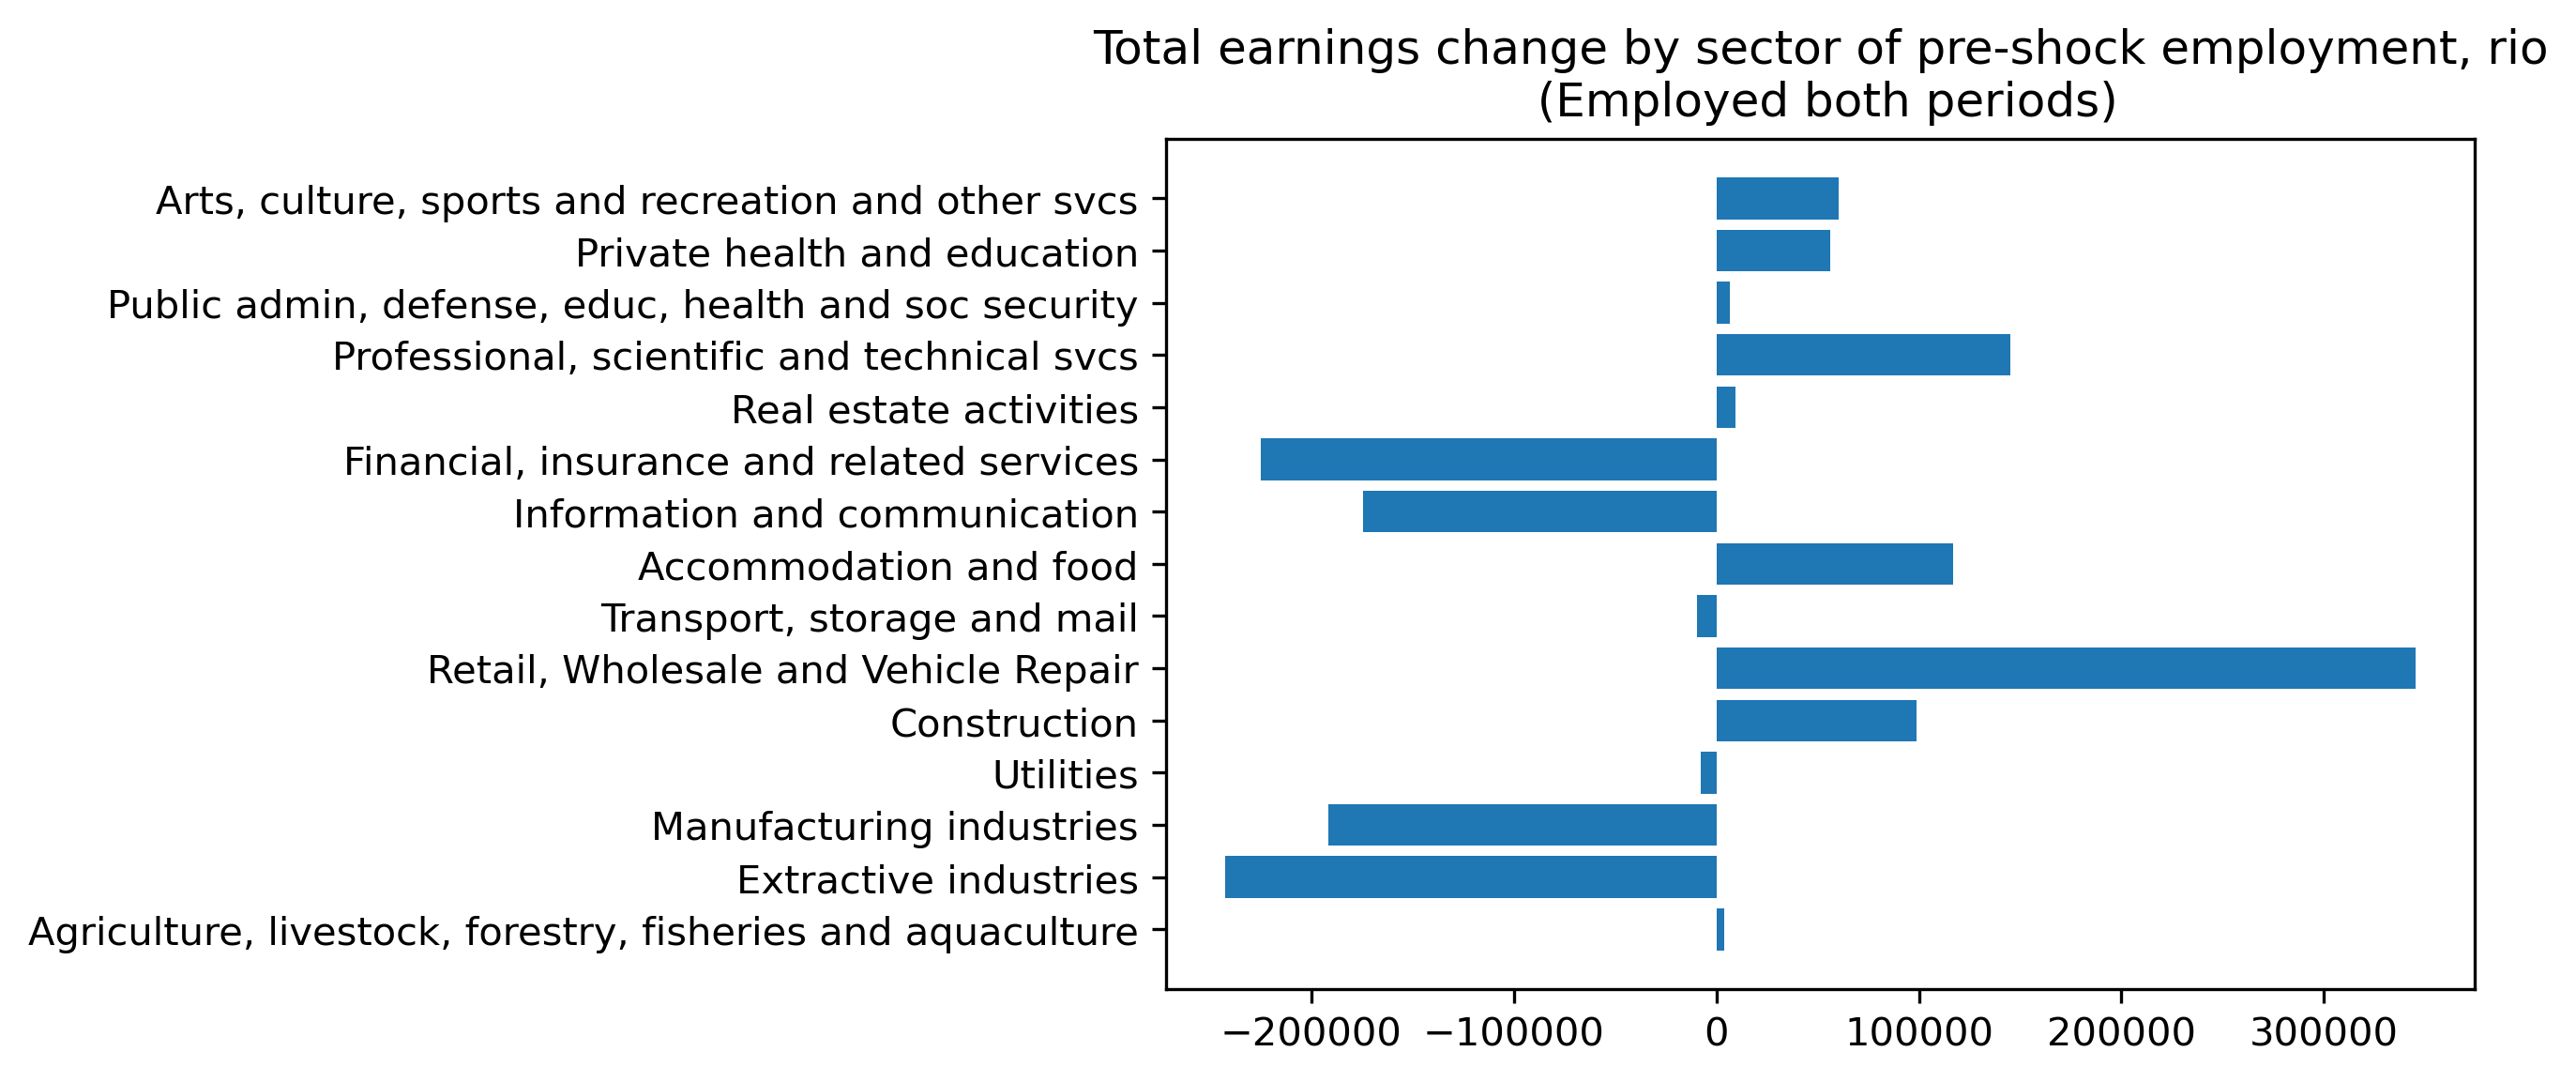 Total earnings change by sector of pre-shock employment, rio
(Employed both periods)
Arts, culture, sports and recreation and other svcs
Private health and education
Public admin, defense, educ, health and soc security
Professional, scientific and technical svcs
Real estate activities
Financial, insurance and related services
Information and communication
Accommodation and food
Transport, storage and mail
Retail, Wholesale and Vehicle Repair
Construction
Utilities
Manufacturing industries
Extractive industries
Agriculture, livestock, forestry, fisheries and aquaculture
−200000 −100000 0 100000 200000 300000